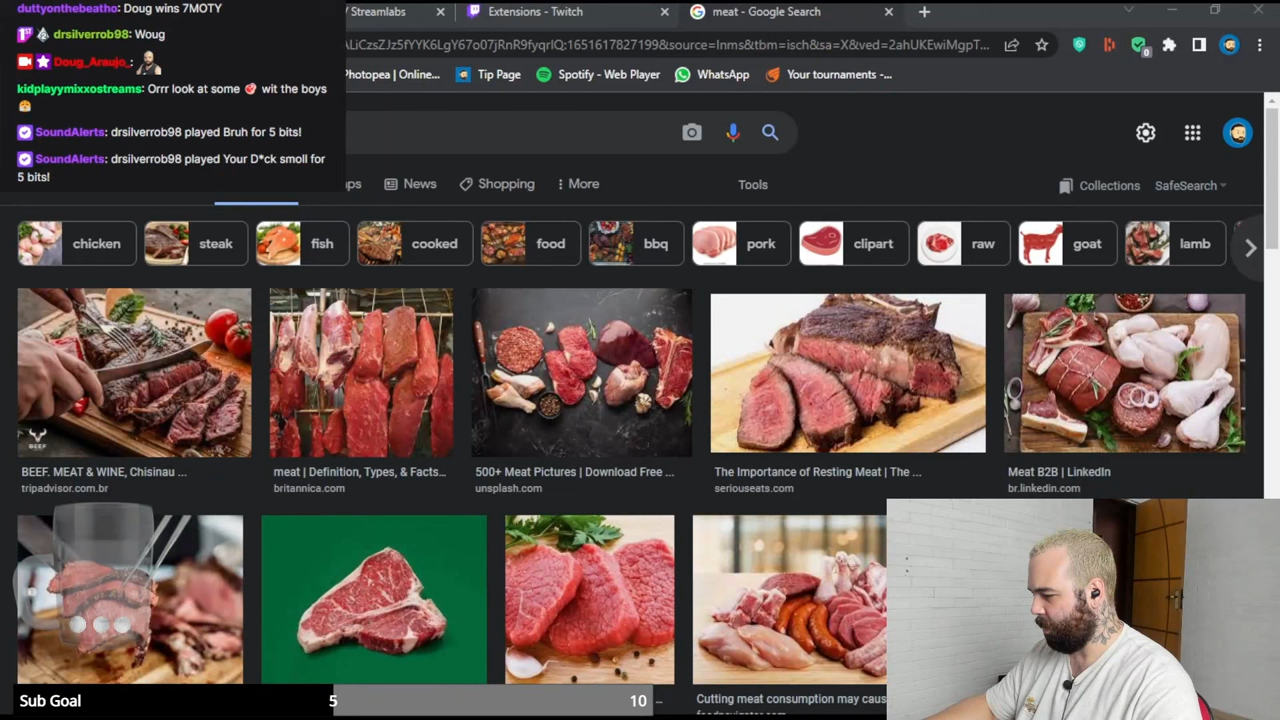 duttyonthebeatho: Doug wins 7MOTY
1ST drsilverrob98: Woug
Doug_Araujo_:
kidplayymixxostreams: Orrr look at some wit the boys
SoundAlerts: drsilverrob98 played Bruh for 5 bits!
SoundAlerts: drsilverrob98 played Your D*ck smoll for
5 bits!
Streamlabs
Extensions - Twitch
meat - Google Search
Photopea | Online...
Tip Page
Spotify - Web Player
WhatsApp
Your tournaments –...
0
News
Shopping
More
Tools
Collections
SafeSearch
chicken
steak
fish
cooked
food
bbq
pork
clipart
raw
goat
lamb
BEEF
BEEF. MEAT & WINE, Chisinau ...
tripadvisor.com.br
meat | Definition, Types, & Facts...
britannica.com
500+ Meat Pictures | Download Free ...
unsplash.com
The Importance of Resting Meat | The ...
seriouseats.com
Meat B2B | LinkedIn
br.linkedin.com
Cutting meat consumption may caus
Sub Goal
5
10